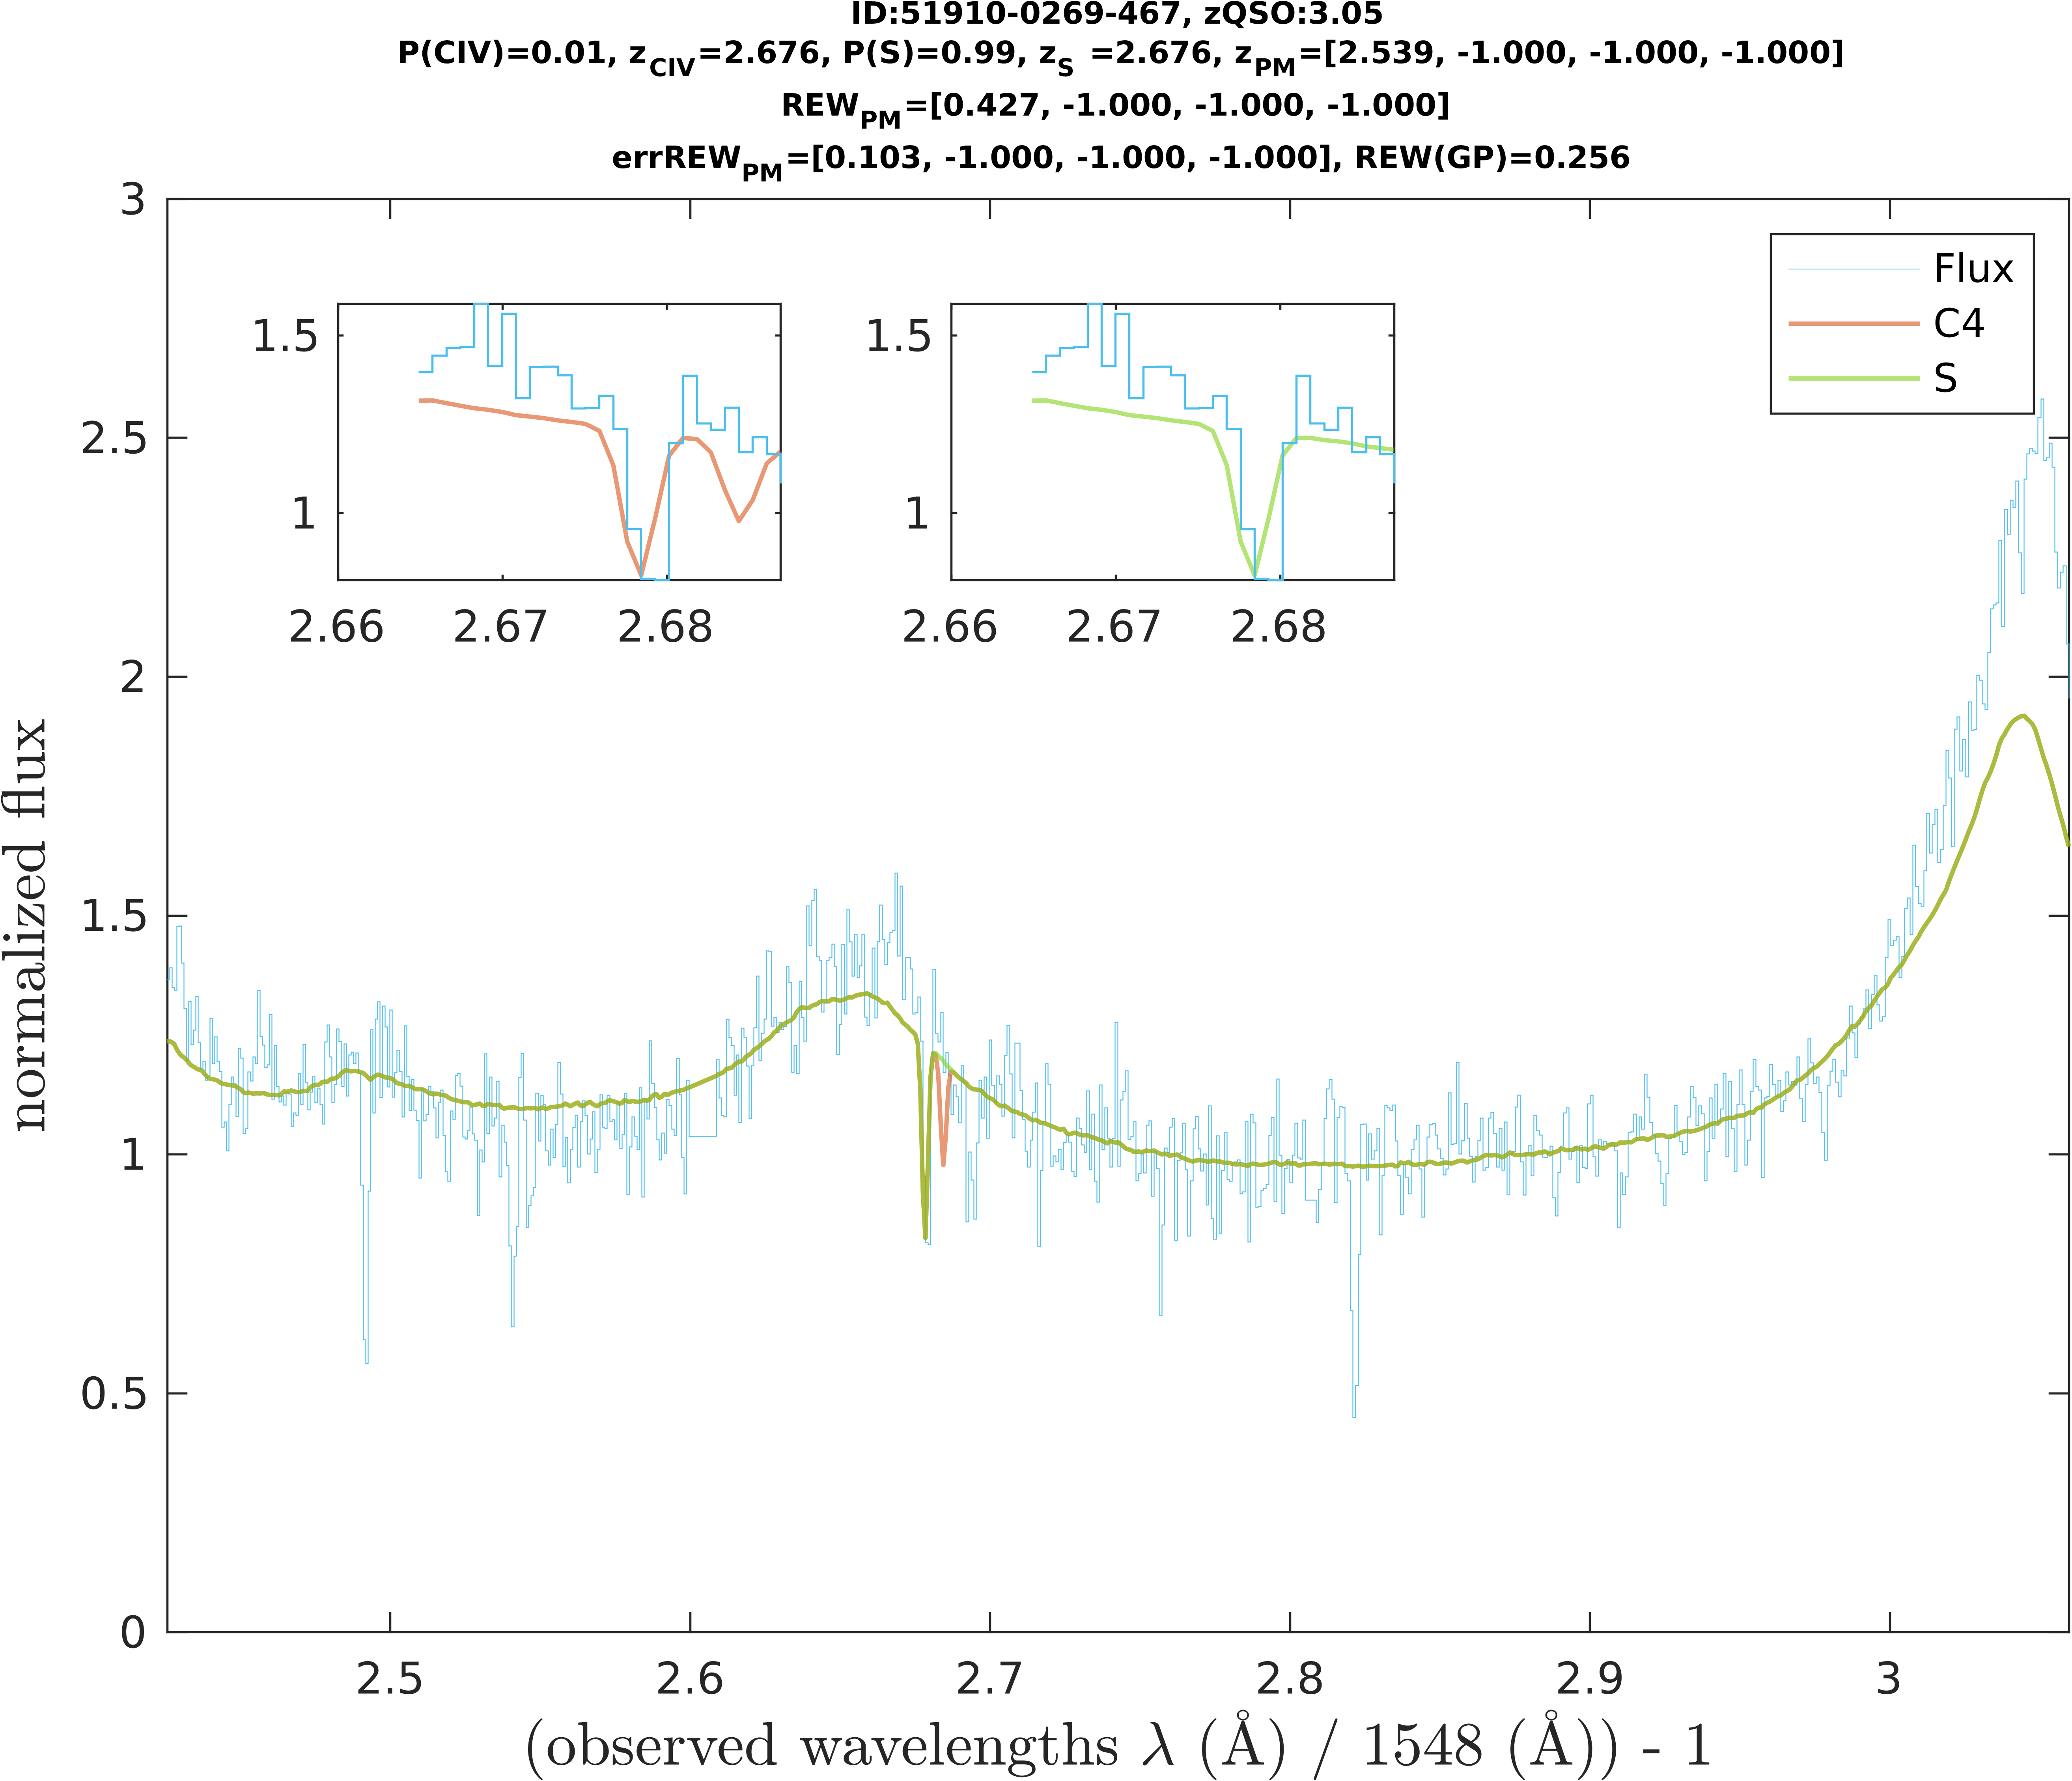 ID:51910-0269-467, zQSO:3.05
P(CIV)=0.01, zCIV=2.676, P(S)=0.99, zS =2.676, zPM=[2.539, -1.000, -1.000, -1.000]
REWPM=[0.427, -1.000, -1.000, -1.000]
errREWPM=[0.103, -1.000, -1.000, -1.000], REW(GP)=0.256
3
2.5
2
1.5
1
0.5
0
normalized flux
1.5
1
2.66 2.67 2.68
1.5
1
2.66 2.67 2.68
Flux
C4
S
2.5 2.6 2.7 2.8 2.9 3
(observed wavelengths λ (Å) / 1548 (Å)) - 1